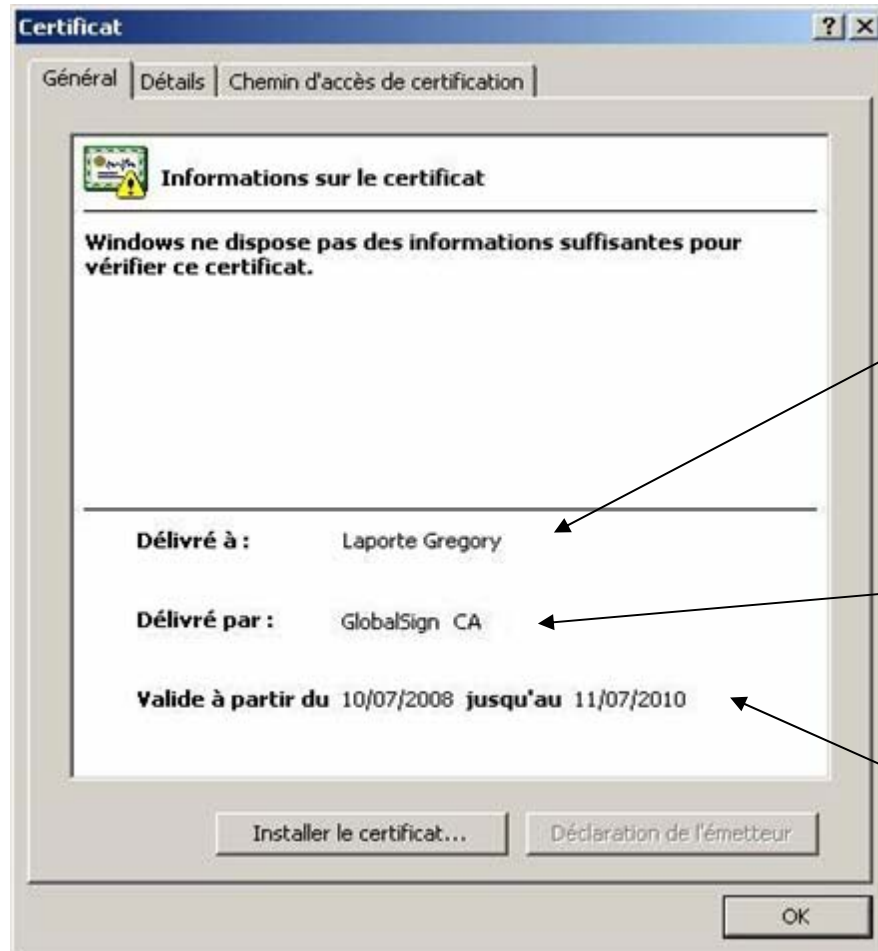 Certificat
Général Détails Chemin d'accès de certification
Informations sur le certificat
Windows ne dispose pas des informations suffisantes pour
vérifier ce certificat.
Délivré à : Laporte Gregory
Délivré par : GlobalSign CA
Valide à partir du 10/07/2008 jusqu'au 11/07/2010
Installer le certificat... Déclaration de l'émetteur
OK